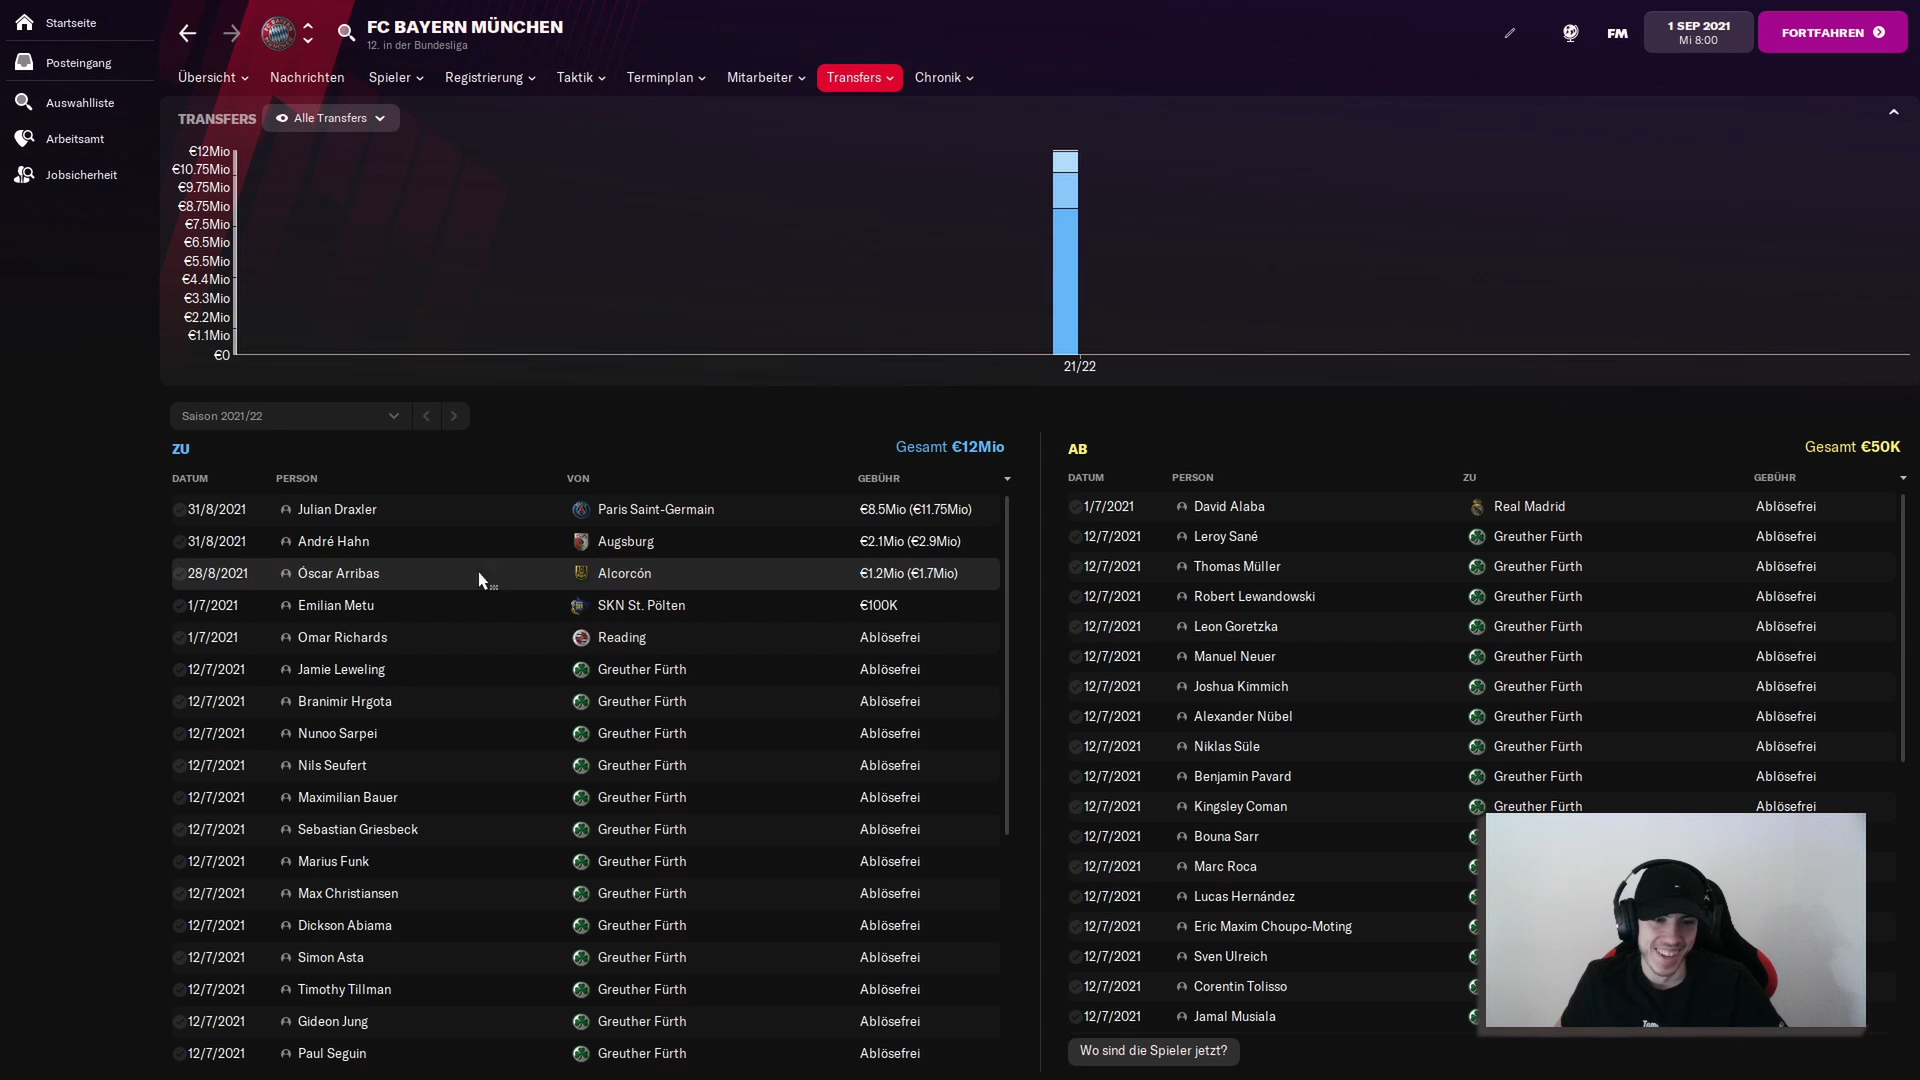 Startseite
Posteingang
Auswahlliste
Arbeitsamt
Jobsicherheit
FC BAYERN MÜNCHEN
12. in der Bundesliga
FM
1 SEP 2021
Mi 8:00
FORTFAHREN
Übersicht Nachrichten Spieler Registrierung Taktik Terminplan Mitarbeiter Transfers Chronik
TRANSFERS Alle Transfers
€12Mio
€10.75Mio
€9.75Mio
€8.75Mio
€7.5Mio
€6.5Mio
€5.5Mio
€4.4Mio
€3.3Mio
€2.2Mio
€1.1Mio
€0
21/22
Saison 2021/22
ZU Gesamt €12Mio
DATUM PERSON VON GEBÜHR
31/8/2021 Julian Draxler Paris Saint-Germain €8.5Mio (€11.75Mio)
31/8/2021 André Hahn Augsburg €2.1Mio (€2.9Mio)
28/8/2021 Óscar Arribas Alcorcón €1.2Mio (€1.7Mio)
1/7/2021 Emilian Metu SKN St. Pölten €100K
1/7/2021 Omar Richards Reading Ablösefrei
12/7/2021 Jamie Leweling Greuther Fürth Ablösefrei
12/7/2021 Branimir Hrgota Greuther Fürth Ablösefrei
12/7/2021 Nunoo Sarpei Greuther Fürth Ablösefrei
12/7/2021 Nils Seufert Greuther Fürth Ablösefrei
12/7/2021 Maximilian Bauer Greuther Fürth Ablösefrei
12/7/2021 Sebastian Griesbeck Greuther Fürth Ablösefrei
12/7/2021 Marius Funk Greuther Fürth Ablösefrei
12/7/2021 Max Christiansen Greuther Fürth Ablösefrei
12/7/2021 Dickson Abiama Greuther Fürth Ablösefrei
12/7/2021 Simon Asta Greuther Fürth Ablösefrei
12/7/2021 Timothy Tillman Greuther Fürth Ablösefrei
12/7/2021 Gideon Jung Greuther Fürth Ablösefrei
12/7/2021 Paul Seguin Greuther Fürth Ablösefrei
AB Gesamt €50K
DATUM PERSON ZU GEBÜHR
1/7/2021 David Alaba Real Madrid Ablösefrei
12/7/2021 Leroy Sané Greuther Fürth Ablösefrei
12/7/2021 Thomas Müller Greuther Fürth Ablösefrei
12/7/2021 Robert Lewandowski Greuther Fürth Ablösefrei
12/7/2021 Leon Goretzka Greuther Fürth Ablösefrei
12/7/2021 Manuel Neuer Greuther Fürth Ablösefrei
12/7/2021 Joshua Kimmich Greuther Fürth Ablösefrei
12/7/2021 Alexander Nübel Greuther Fürth Ablösefrei
12/7/2021 Niklas Süle Greuther Fürth Ablösefrei
12/7/2021 Benjamin Pavard Greuther Fürth Ablösefrei
12/7/2021 Kingsley Coman Greuther Fürth Ablösefrei
12/7/2021 Bouna Sarr
12/7/2021 Marc Roca
12/7/2021 Lucas Hernández
12/7/2021 Eric Maxim Choupo-Moting
12/7/2021 Sven Ulreich
12/7/2021 Corentin Tolisso
12/7/2021 Jamal Musiala
Wo sind die Spieler jetzt?